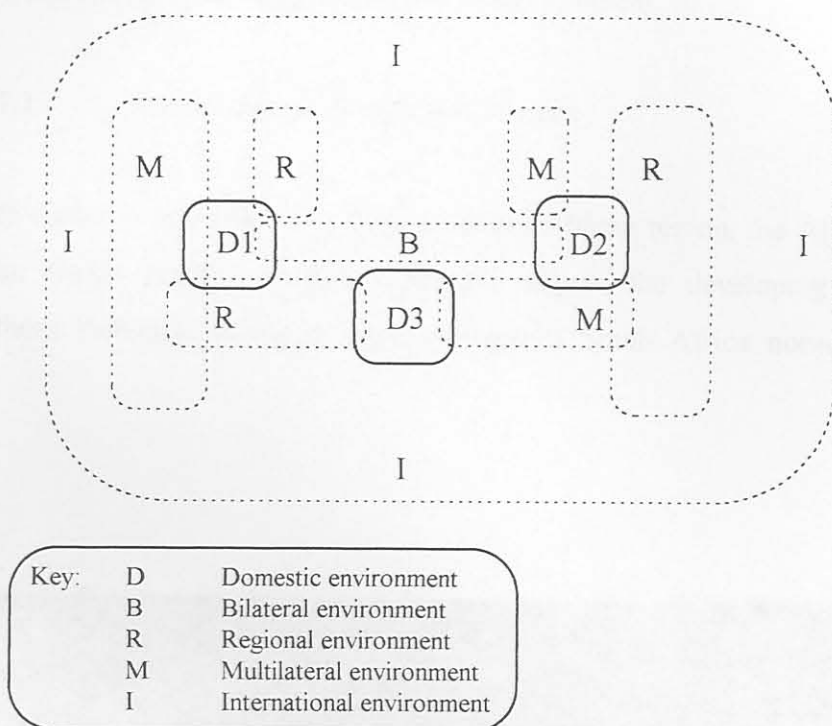 I
M R M R
I D1 B D2 I
R D3 M
I
Key: D Domestic environment
B Bilateral environment
R Regional environment
M Multilateral environment
I International environment